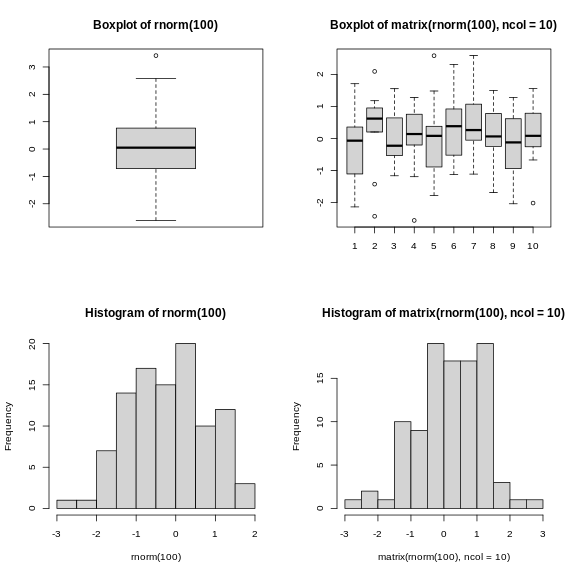 Boxplot of rnorm(100)
3
2
1
0
-1
-2
Boxplot of matrix(rnorm(100), ncol = 10)
2
1
0
-1
-2
1 2 3 4 5 6 7 8 9 10
Histogram of rnorm(100)
Frequency
20
15
10
5
0
-3 -2 -1 0 1 2
rnorm(100)
Histogram of matrix(rnorm(100), ncol = 10)
Frequency
15
10
5
0
-3 -2 -1 0 1 2 3
matrix(rnorm(100), ncol = 10)